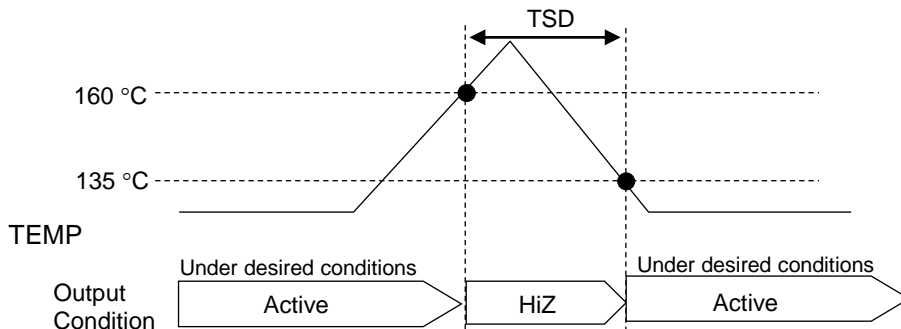 TSD
160 °C
135 °C
TEMP
Under desired conditions
Under desired conditions
Output
Condition
Active
HiZ
Active